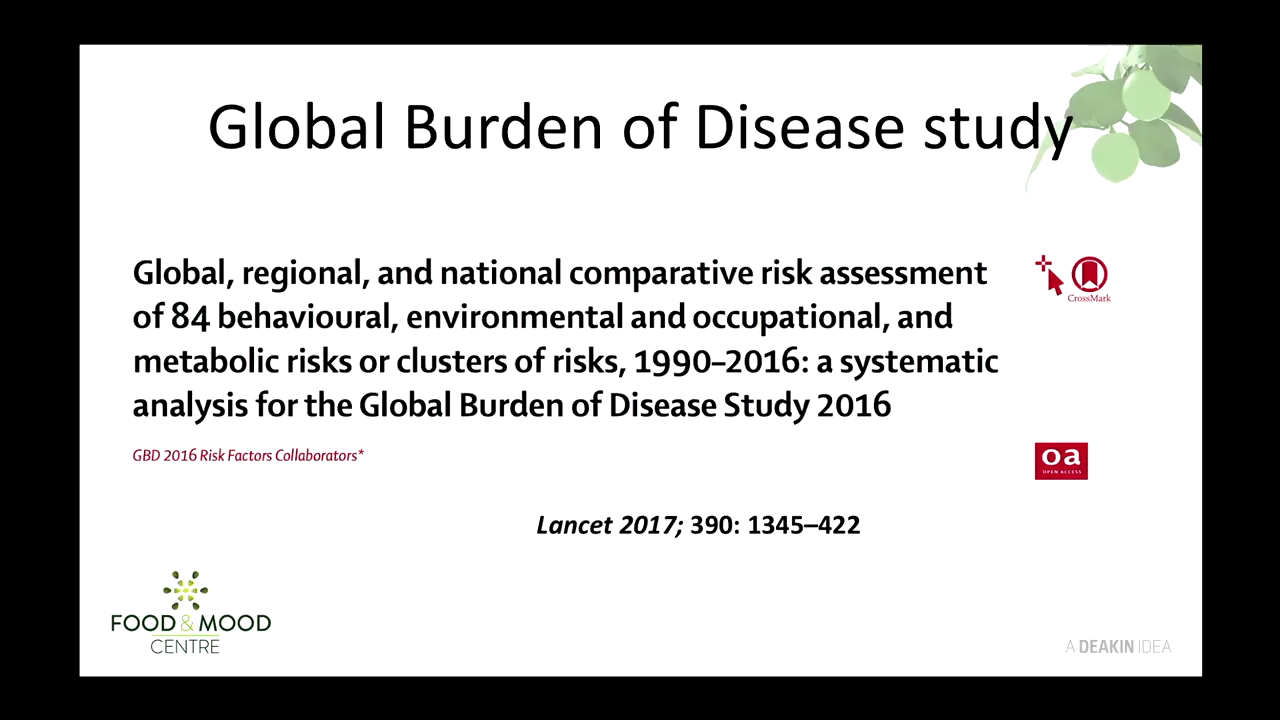 Global Burden of Disease study
Global, regional, and national comparative risk assessment
of 84 behavioural, environmental and occupational, and
metabolic risks or clusters of risks, 1990–2016: a systematic
analysis for the Global Burden of Disease Study 2016
CrossMark
GBD 2016 Risk Factors Collaborators*
oa
OPEN ACCESS
Lancet 2017; 390: 1345–422
FOOD & MOOD
CENTRE
A DEAKIN IDEA